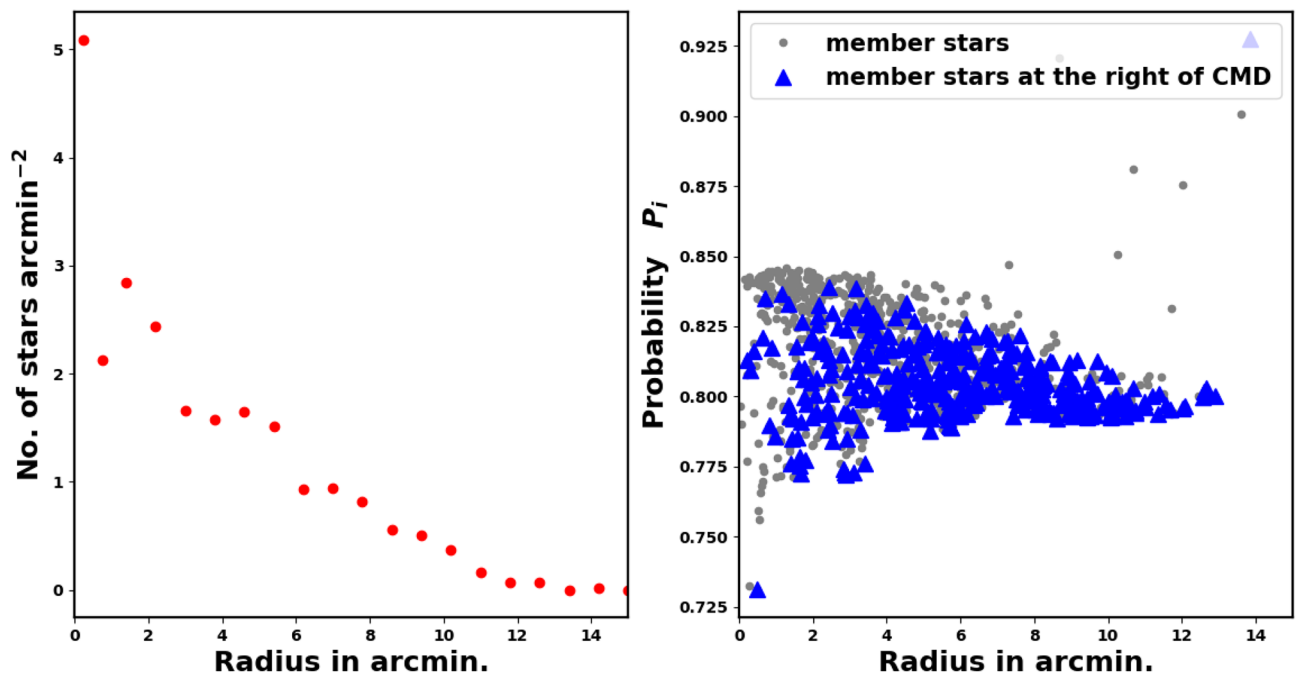 No. of stars arcmin⁻²
5
4
3
2
1
0
0 2 4 6 8 10 12 14
Radius in arcmin.
Probability Pᵢ
0.925
0.900
0.875
0.850
0.825
0.800
0.775
0.750
0.725
member stars
member stars at the right of CMD
0 2 4 6 8 10 12 14
Radius in arcmin.